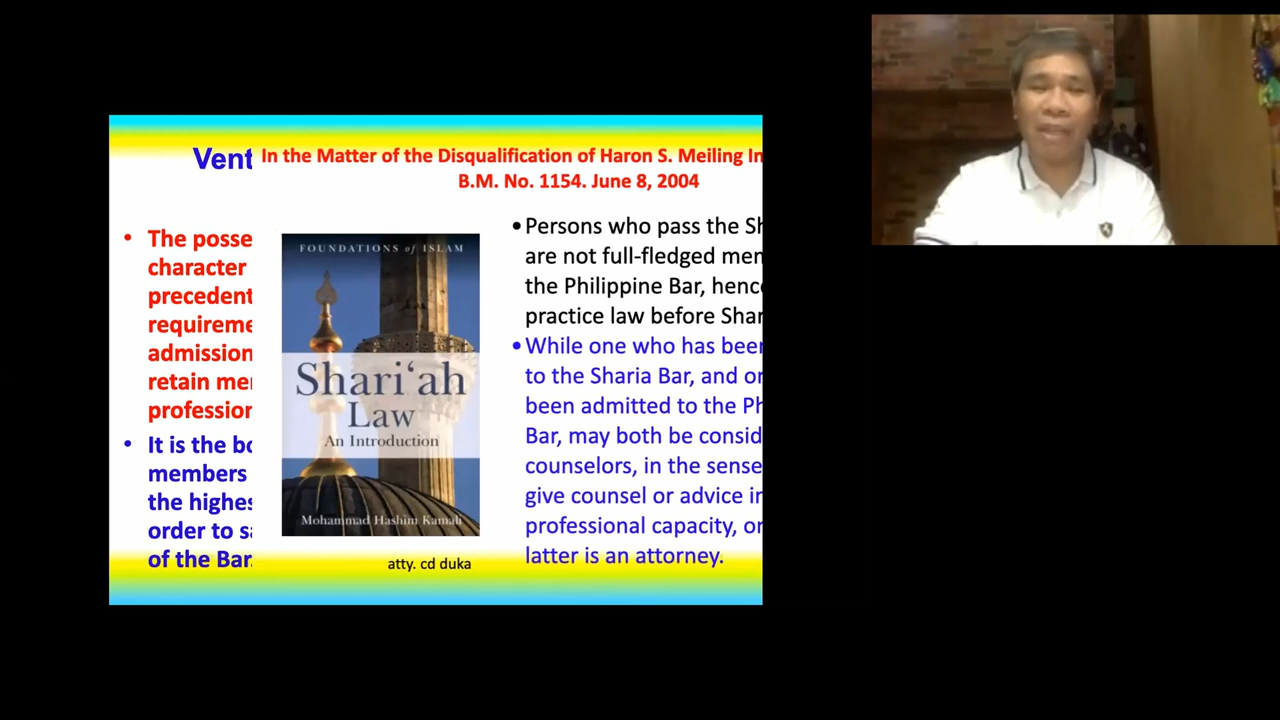 Vent
The posse
character
precedent
requireme
admission
retain mer
profession
It is the bo
members
the highes
order to sa
of the Bar.
In the Matter of the Disqualification of Haron S. Meiling In
B.M. No. 1154. June 8, 2004
FOUNDATIONS of ISLAM
Shari‘ah
Law
An Introduction
Mohammad Hashim Kamali
atty. cd duka
Persons who pass the Sh
are not full-fledged men
the Philippine Bar, hence
practice law before Shar
While one who has been
to the Sharia Bar, and on
been admitted to the Ph
Bar, may both be consid
counselors, in the sense
give counsel or advice in
professional capacity, on
latter is an attorney.